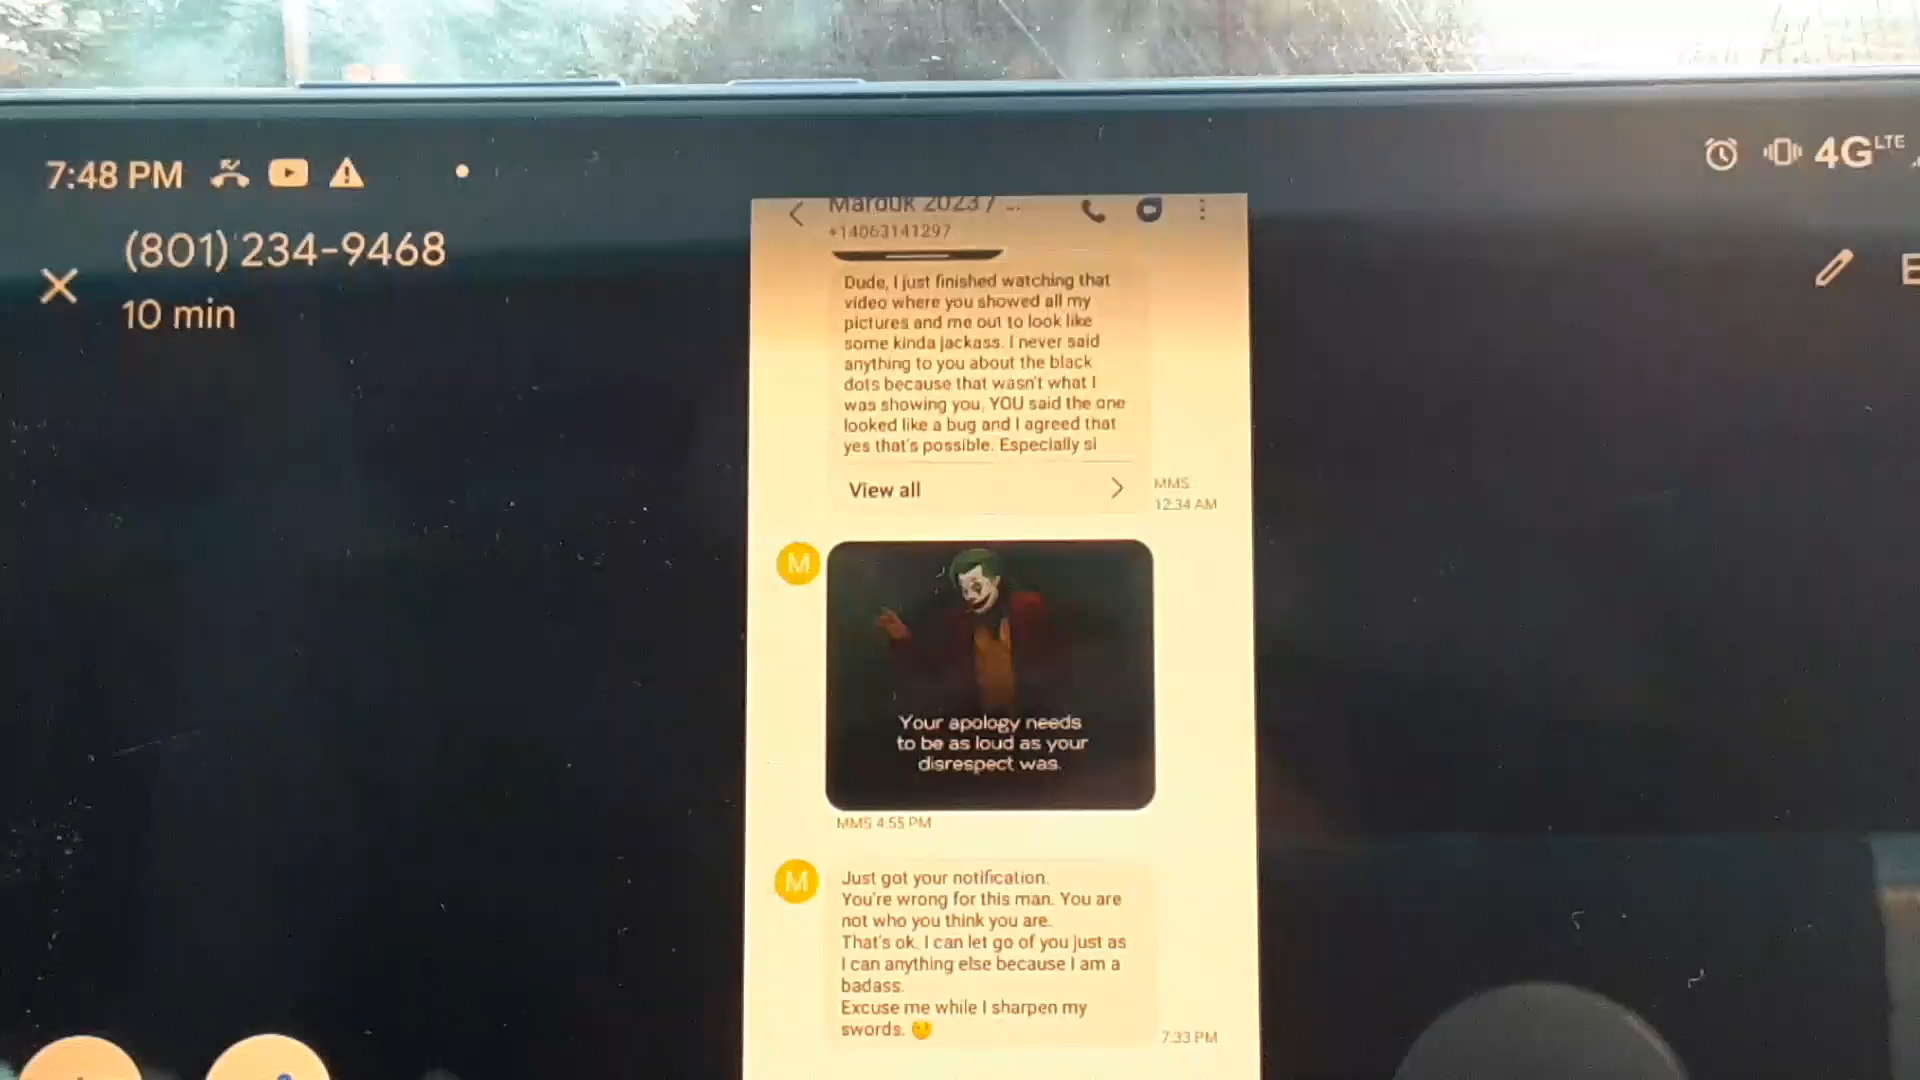 7:48 PM
4G LTE
(801) 234-9468
10 min
Marduk 2023 / ...
+14063141297
Dude, I just finished watching that
video where you showed all my
pictures and me out to look like
some kinda jackass. I never said
anything to you about the black
dots because that wasn't what I
was showing you, YOU said the one
looked like a bug and I agreed that
yes that's possible. Especially si
View all
MMS
12:34 AM
M
Your apology needs
to be as loud as your
disrespect was.
MMS 4:55 PM
M
Just got your notification.
You're wrong for this man. You are
not who you think you are.
That's ok. I can let go of you just as
I can anything else because I am a
badass.
Excuse me while I sharpen my
swords.
7:33 PM